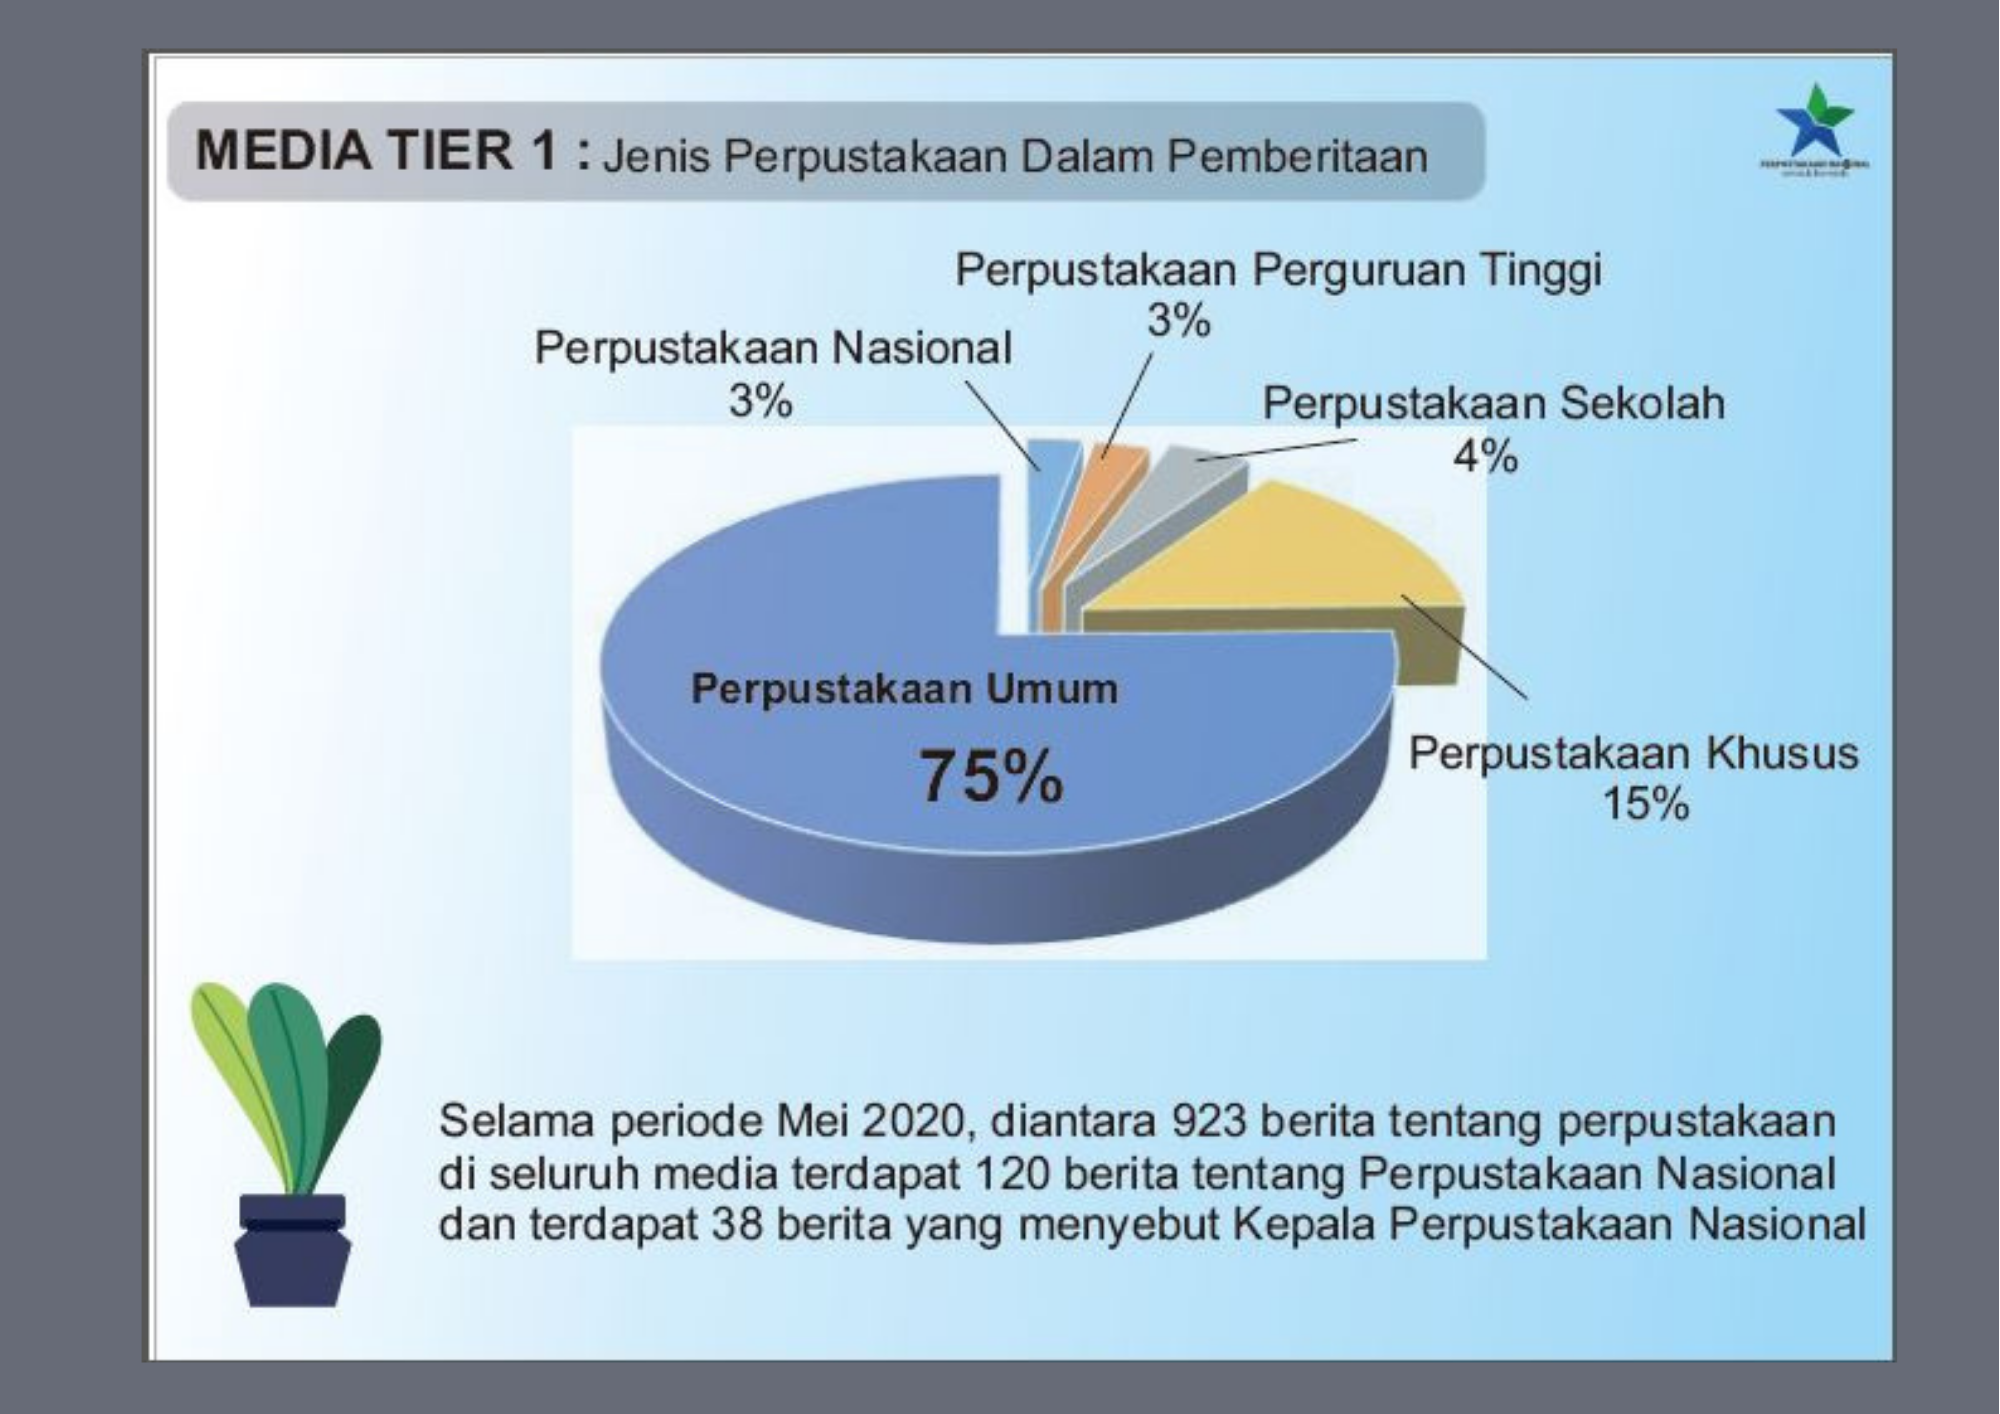 MEDIA TIER 1 : Jenis Perpustakaan Dalam Pemberitaan
Perpustakaan Perguruan Tinggi
3%
Perpustakaan Nasional
3%
Perpustakaan Sekolah
4%
Perpustakaan Umum
75%
Perpustakaan Khusus
15%
Selama periode Mei 2020, diantara 923 berita tentang perpustakaan
di seluruh media terdapat 120 berita tentang Perpustakaan Nasional
dan terdapat 38 berita yang menyebut Kepala Perpustakaan Nasional